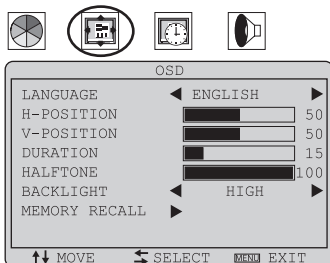 OSD
LANGUAGE ENGLISH
H-POSITION 50
V-POSITION 50
DURATION 15
HALFTONE 100
BACKLIGHT HIGH
MEMORY RECALL
MOVE SELECT MENU EXIT